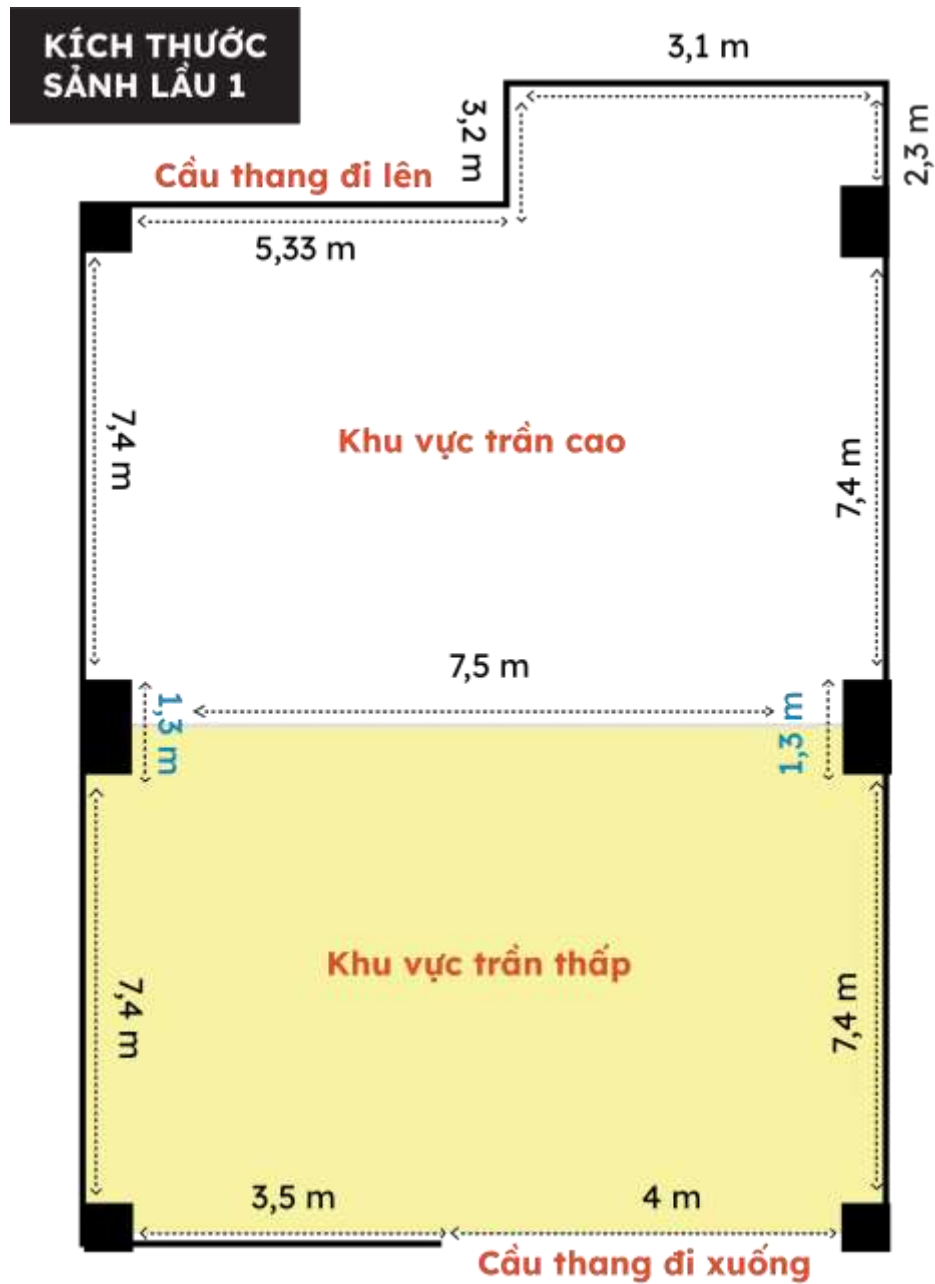 KÍCH THƯỚC
SẢNH LẦU 1
3,1 m
3,2 m
2,3 m
Cầu thang đi lên
5,33 m
7,4 m
Khu vực trần cao
7,4 m
7,5 m
1,3 m
1,3 m
Khu vực trần thấp
7,4 m
7,4 m
3,5 m
4 m
Cầu thang đi xuống